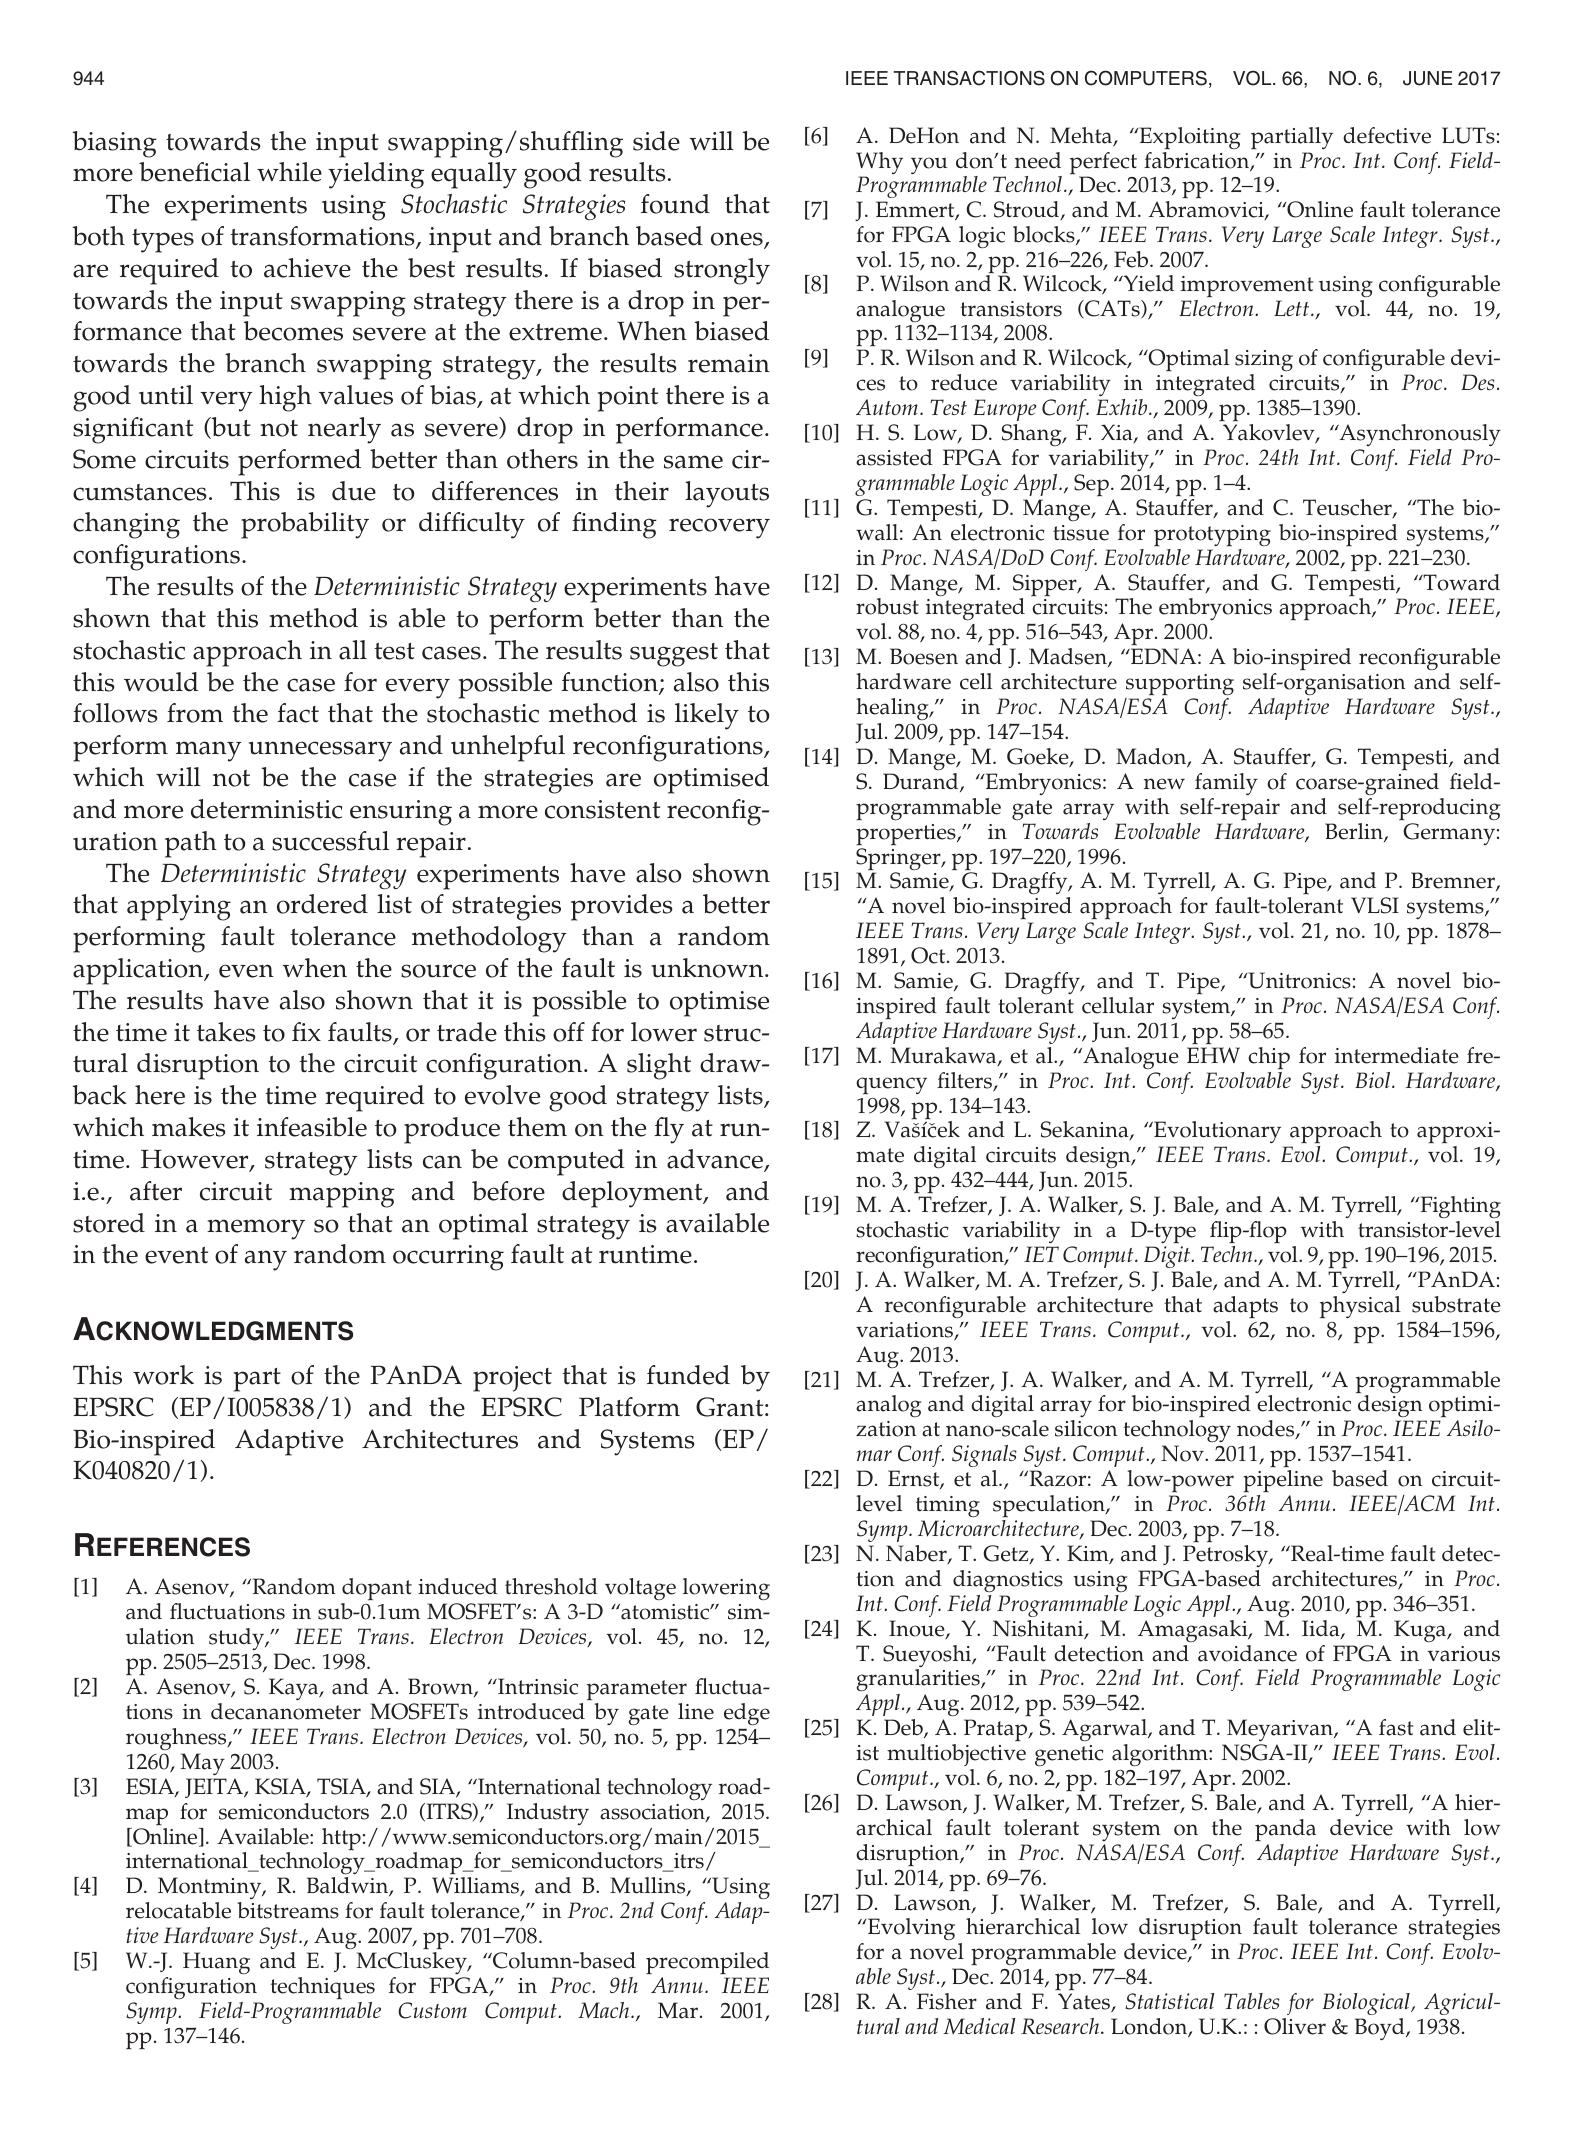 944
IEEE TRANSACTIONS ON COMPUTERS, VOL. 66, NO. 6, JUNE 2017
biasing towards the input swapping/shuffling side will be
more beneficial while yielding equally good results.
The experiments using Stochastic Strategies found that
both types of transformations, input and branch based ones,
are required to achieve the best results. If biased strongly
towards the input swapping strategy there is a drop in per-
formance that becomes severe at the extreme. When biased
towards the branch swapping strategy, the results remain
good until very high values of bias, at which point there is a
significant (but not nearly as severe) drop in performance.
Some circuits performed better than others in the same cir-
cumstances. This is due to differences in their layouts
changing the probability or difficulty of finding recovery
configurations.
The results of the Deterministic Strategy experiments have
shown that this method is able to perform better than the
stochastic approach in all test cases. The results suggest that
this would be the case for every possible function; also this
follows from the fact that the stochastic method is likely to
perform many unnecessary and unhelpful reconfigurations,
which will not be the case if the strategies are optimised
and more deterministic ensuring a more consistent reconfig-
uration path to a successful repair.
The Deterministic Strategy experiments have also shown
that applying an ordered list of strategies provides a better
performing fault tolerance methodology than a random
application, even when the source of the fault is unknown.
The results have also shown that it is possible to optimise
the time it takes to fix faults, or trade this off for lower struc-
tural disruption to the circuit configuration. A slight draw-
back here is the time required to evolve good strategy lists,
which makes it infeasible to produce them on the fly at run-
time. However, strategy lists can be computed in advance,
i.e., after circuit mapping and before deployment, and
stored in a memory so that an optimal strategy is available
in the event of any random occurring fault at runtime.
ACKNOWLEDGMENTS
This work is part of the PAnDA project that is funded by
EPSRC (EP/I005838/1) and the EPSRC Platform Grant:
Bio-inspired Adaptive Architectures and Systems (EP/
K040820/1).
REFERENCES
[1] A. Asenov, “Random dopant induced threshold voltage lowering
and fluctuations in sub-0.1um MOSFET’s: A 3-D “atomistic” sim-
ulation study,” IEEE Trans. Electron Devices, vol. 45, no. 12,
pp. 2505–2513, Dec. 1998.
[2] A. Asenov, S. Kaya, and A. Brown, “Intrinsic parameter fluctua-
tions in decananometer MOSFETs introduced by gate line edge
roughness,” IEEE Trans. Electron Devices, vol. 50, no. 5, pp. 1254–
1260, May 2003.
[3] ESIA, JEITA, KSIA, TSIA, and SIA, “International technology road-
map for semiconductors 2.0 (ITRS),” Industry association, 2015.
[Online]. Available: http://www.semiconductors.org/main/2015_
international_technology_roadmap_for_semiconductors_itrs/
[4] D. Montminy, R. Baldwin, P. Williams, and B. Mullins, “Using
relocatable bitstreams for fault tolerance,” in Proc. 2nd Conf. Adap-
tive Hardware Syst., Aug. 2007, pp. 701–708.
[5] W.-J. Huang and E. J. McCluskey, “Column-based precompiled
configuration techniques for FPGA,” in Proc. 9th Annu. IEEE
Symp. Field-Programmable Custom Comput. Mach., Mar. 2001,
pp. 137–146.
[6] A. DeHon and N. Mehta, “Exploiting partially defective LUTs:
Why you don’t need perfect fabrication,” in Proc. Int. Conf. Field-
Programmable Technol., Dec. 2013, pp. 12–19.
[7] J. Emmert, C. Stroud, and M. Abramovici, “Online fault tolerance
for FPGA logic blocks,” IEEE Trans. Very Large Scale Integr. Syst.,
vol. 15, no. 2, pp. 216–226, Feb. 2007.
[8] P. Wilson and R. Wilcock, “Yield improvement using configurable
analogue transistors (CATs),” Electron. Lett., vol. 44, no. 19,
pp. 1132–1134, 2008.
[9] P. R. Wilson and R. Wilcock, “Optimal sizing of configurable devi-
ces to reduce variability in integrated circuits,” in Proc. Des.
Autom. Test Europe Conf. Exhib., 2009, pp. 1385–1390.
[10] H. S. Low, D. Shang, F. Xia, and A. Yakovlev, “Asynchronously
assisted FPGA for variability,” in Proc. 24th Int. Conf. Field Pro-
grammable Logic Appl., Sep. 2014, pp. 1–4.
[11] G. Tempesti, D. Mange, A. Stauffer, and C. Teuscher, “The bio-
wall: An electronic tissue for prototyping bio-inspired systems,”
in Proc. NASA/DoD Conf. Evolvable Hardware, 2002, pp. 221–230.
[12] D. Mange, M. Sipper, A. Stauffer, and G. Tempesti, “Toward
robust integrated circuits: The embryonics approach,” Proc. IEEE,
vol. 88, no. 4, pp. 516–543, Apr. 2000.
[13] M. Boesen and J. Madsen, “EDNA: A bio-inspired reconfigurable
hardware cell architecture supporting self-organisation and self-
healing,” in Proc. NASA/ESA Conf. Adaptive Hardware Syst.,
Jul. 2009, pp. 147–154.
[14] D. Mange, M. Goeke, D. Madon, A. Stauffer, G. Tempesti, and
S. Durand, “Embryonics: A new family of coarse-grained field-
programmable gate array with self-repair and self-reproducing
properties,” in Towards Evolvable Hardware, Berlin, Germany:
Springer, pp. 197–220, 1996.
[15] M. Samie, G. Dragffy, A. M. Tyrrell, A. G. Pipe, and P. Bremner,
“A novel bio-inspired approach for fault-tolerant VLSI systems,”
IEEE Trans. Very Large Scale Integr. Syst., vol. 21, no. 10, pp. 1878–
1891, Oct. 2013.
[16] M. Samie, G. Dragffy, and T. Pipe, “Unitronics: A novel bio-
inspired fault tolerant cellular system,” in Proc. NASA/ESA Conf.
Adaptive Hardware Syst., Jun. 2011, pp. 58–65.
[17] M. Murakawa, et al., “Analogue EHW chip for intermediate fre-
quency filters,” in Proc. Int. Conf. Evolvable Syst. Biol. Hardware,
1998, pp. 134–143.
[18] Z. Vašíček and L. Sekanina, “Evolutionary approach to approxi-
mate digital circuits design,” IEEE Trans. Evol. Comput., vol. 19,
no. 3, pp. 432–444, Jun. 2015.
[19] M. A. Trefzer, J. A. Walker, S. J. Bale, and A. M. Tyrrell, “Fighting
stochastic variability in a D-type flip-flop with transistor-level
reconfiguration,” IET Comput. Digit. Techn., vol. 9, pp. 190–196, 2015.
[20] J. A. Walker, M. A. Trefzer, S. J. Bale, and A. M. Tyrrell, “PAnDA:
A reconfigurable architecture that adapts to physical substrate
variations,” IEEE Trans. Comput., vol. 62, no. 8, pp. 1584–1596,
Aug. 2013.
[21] M. A. Trefzer, J. A. Walker, and A. M. Tyrrell, “A programmable
analog and digital array for bio-inspired electronic design optimi-
zation at nano-scale silicon technology nodes,” in Proc. IEEE Asilo-
mar Conf. Signals Syst. Comput., Nov. 2011, pp. 1537–1541.
[22] D. Ernst, et al., “Razor: A low-power pipeline based on circuit-
level timing speculation,” in Proc. 36th Annu. IEEE/ACM Int.
Symp. Microarchitecture, Dec. 2003, pp. 7–18.
[23] N. Naber, T. Getz, Y. Kim, and J. Petrosky, “Real-time fault detec-
tion and diagnostics using FPGA-based architectures,” in Proc.
Int. Conf. Field Programmable Logic Appl., Aug. 2010, pp. 346–351.
[24] K. Inoue, Y. Nishitani, M. Amagasaki, M. Iida, M. Kuga, and
T. Sueyoshi, “Fault detection and avoidance of FPGA in various
granularities,” in Proc. 22nd Int. Conf. Field Programmable Logic
Appl., Aug. 2012, pp. 539–542.
[25] K. Deb, A. Pratap, S. Agarwal, and T. Meyarivan, “A fast and elit-
ist multiobjective genetic algorithm: NSGA-II,” IEEE Trans. Evol.
Comput., vol. 6, no. 2, pp. 182–197, Apr. 2002.
[26] D. Lawson, J. Walker, M. Trefzer, S. Bale, and A. Tyrrell, “A hier-
archical fault tolerant system on the panda device with low
disruption,” in Proc. NASA/ESA Conf. Adaptive Hardware Syst.,
Jul. 2014, pp. 69–76.
[27] D. Lawson, J. Walker, M. Trefzer, S. Bale, and A. Tyrrell,
“Evolving hierarchical low disruption fault tolerance strategies
for a novel programmable device,” in Proc. IEEE Int. Conf. Evolv-
able Syst., Dec. 2014, pp. 77–84.
[28] R. A. Fisher and F. Yates, Statistical Tables for Biological, Agricul-
tural and Medical Research. London, U.K.: : Oliver & Boyd, 1938.